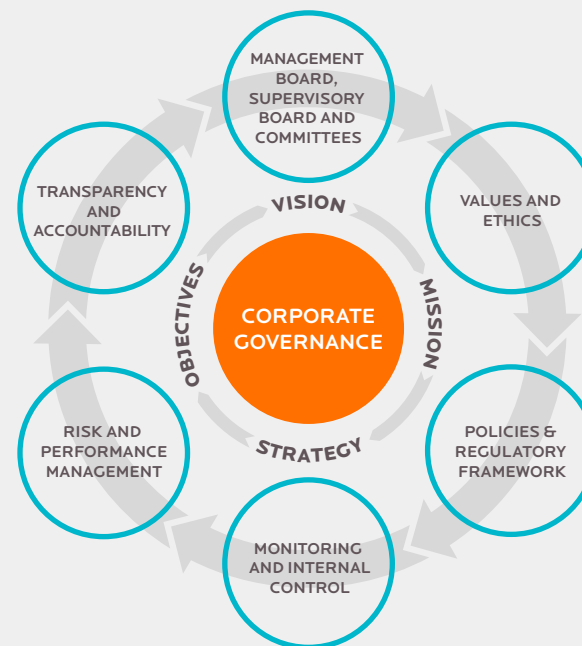 MANAGEMENT
BOARD,
SUPERVISORY
BOARD AND
COMMITTEES
VALUES AND
ETHICS
POLICIES &
REGULATORY
FRAMEWORK
MONITORING
AND INTERNAL
CONTROL
RISK AND
PERFORMANCE
MANAGEMENT
TRANSPARENCY
AND
ACCOUNTABILITY
VISION
MISSION
STRATEGY
OBJECTIVES
CORPORATE
GOVERNANCE